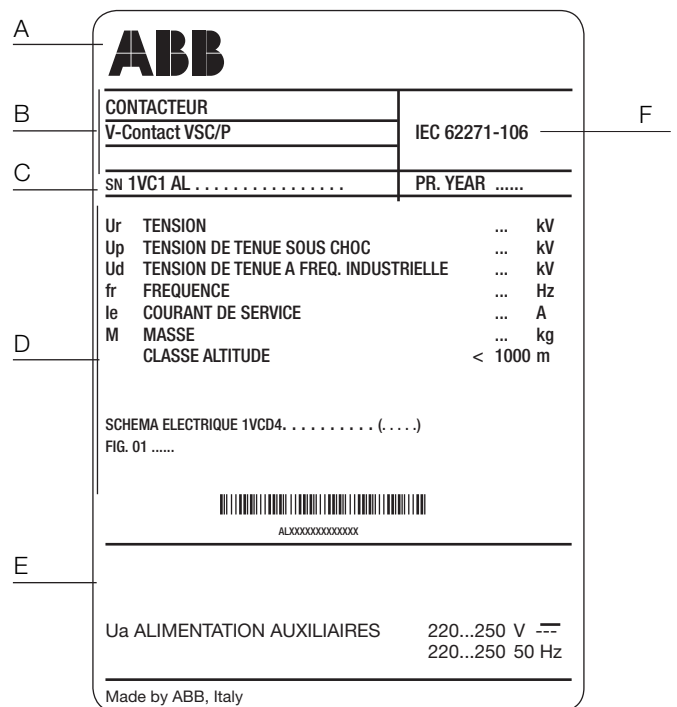 A
ABB
B
CONTACTEUR
V-Contact VSC/P
IEC 62271-106
F
C
SN 1VC1 AL . . . . . . . . . . . . . . . .
PR. YEAR ......
D
Ur TENSION ... kV
Up TENSION DE TENUE SOUS CHOC ... kV
Ud TENSION DE TENUE A FREQ. INDUSTRIELLE ... kV
fr FREQUENCE ... Hz
Ie COURANT DE SERVICE ... A
M MASSE ... kg
CLASSE ALTITUDE < 1000 m
SCHEMA ELECTRIQUE 1VCD4. . . . . . . . . . (. . . . .)
FIG. 01 ......
ALXXXXXXXXXXXXX
E
Ua ALIMENTATION AUXILIAIRES 220...250 V ⎓
220...250 50 Hz
Made by ABB, Italy